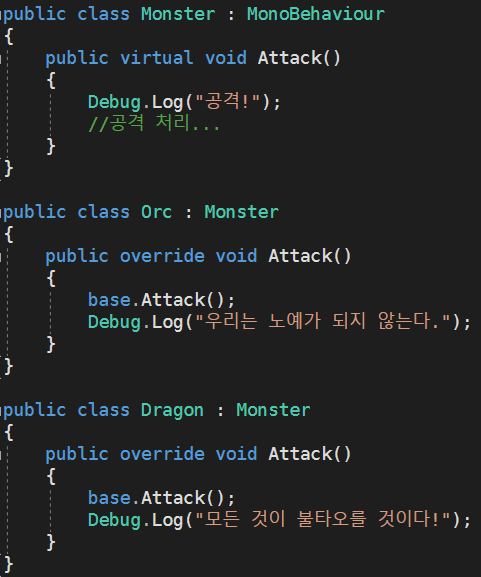 public class Monster : MonoBehaviour
{
    public virtual void Attack()
    {
        Debug.Log("공격!");
        //공격 처리...
    }
}
public class Orc : Monster
{
    public override void Attack()
    {
        base.Attack();
        Debug.Log("우리는 노예가 되지 않는다.");
    }
}
public class Dragon : Monster
{
    public override void Attack()
    {
        base.Attack();
        Debug.Log("모든 것이 불타오를 것이다!");
    }
}